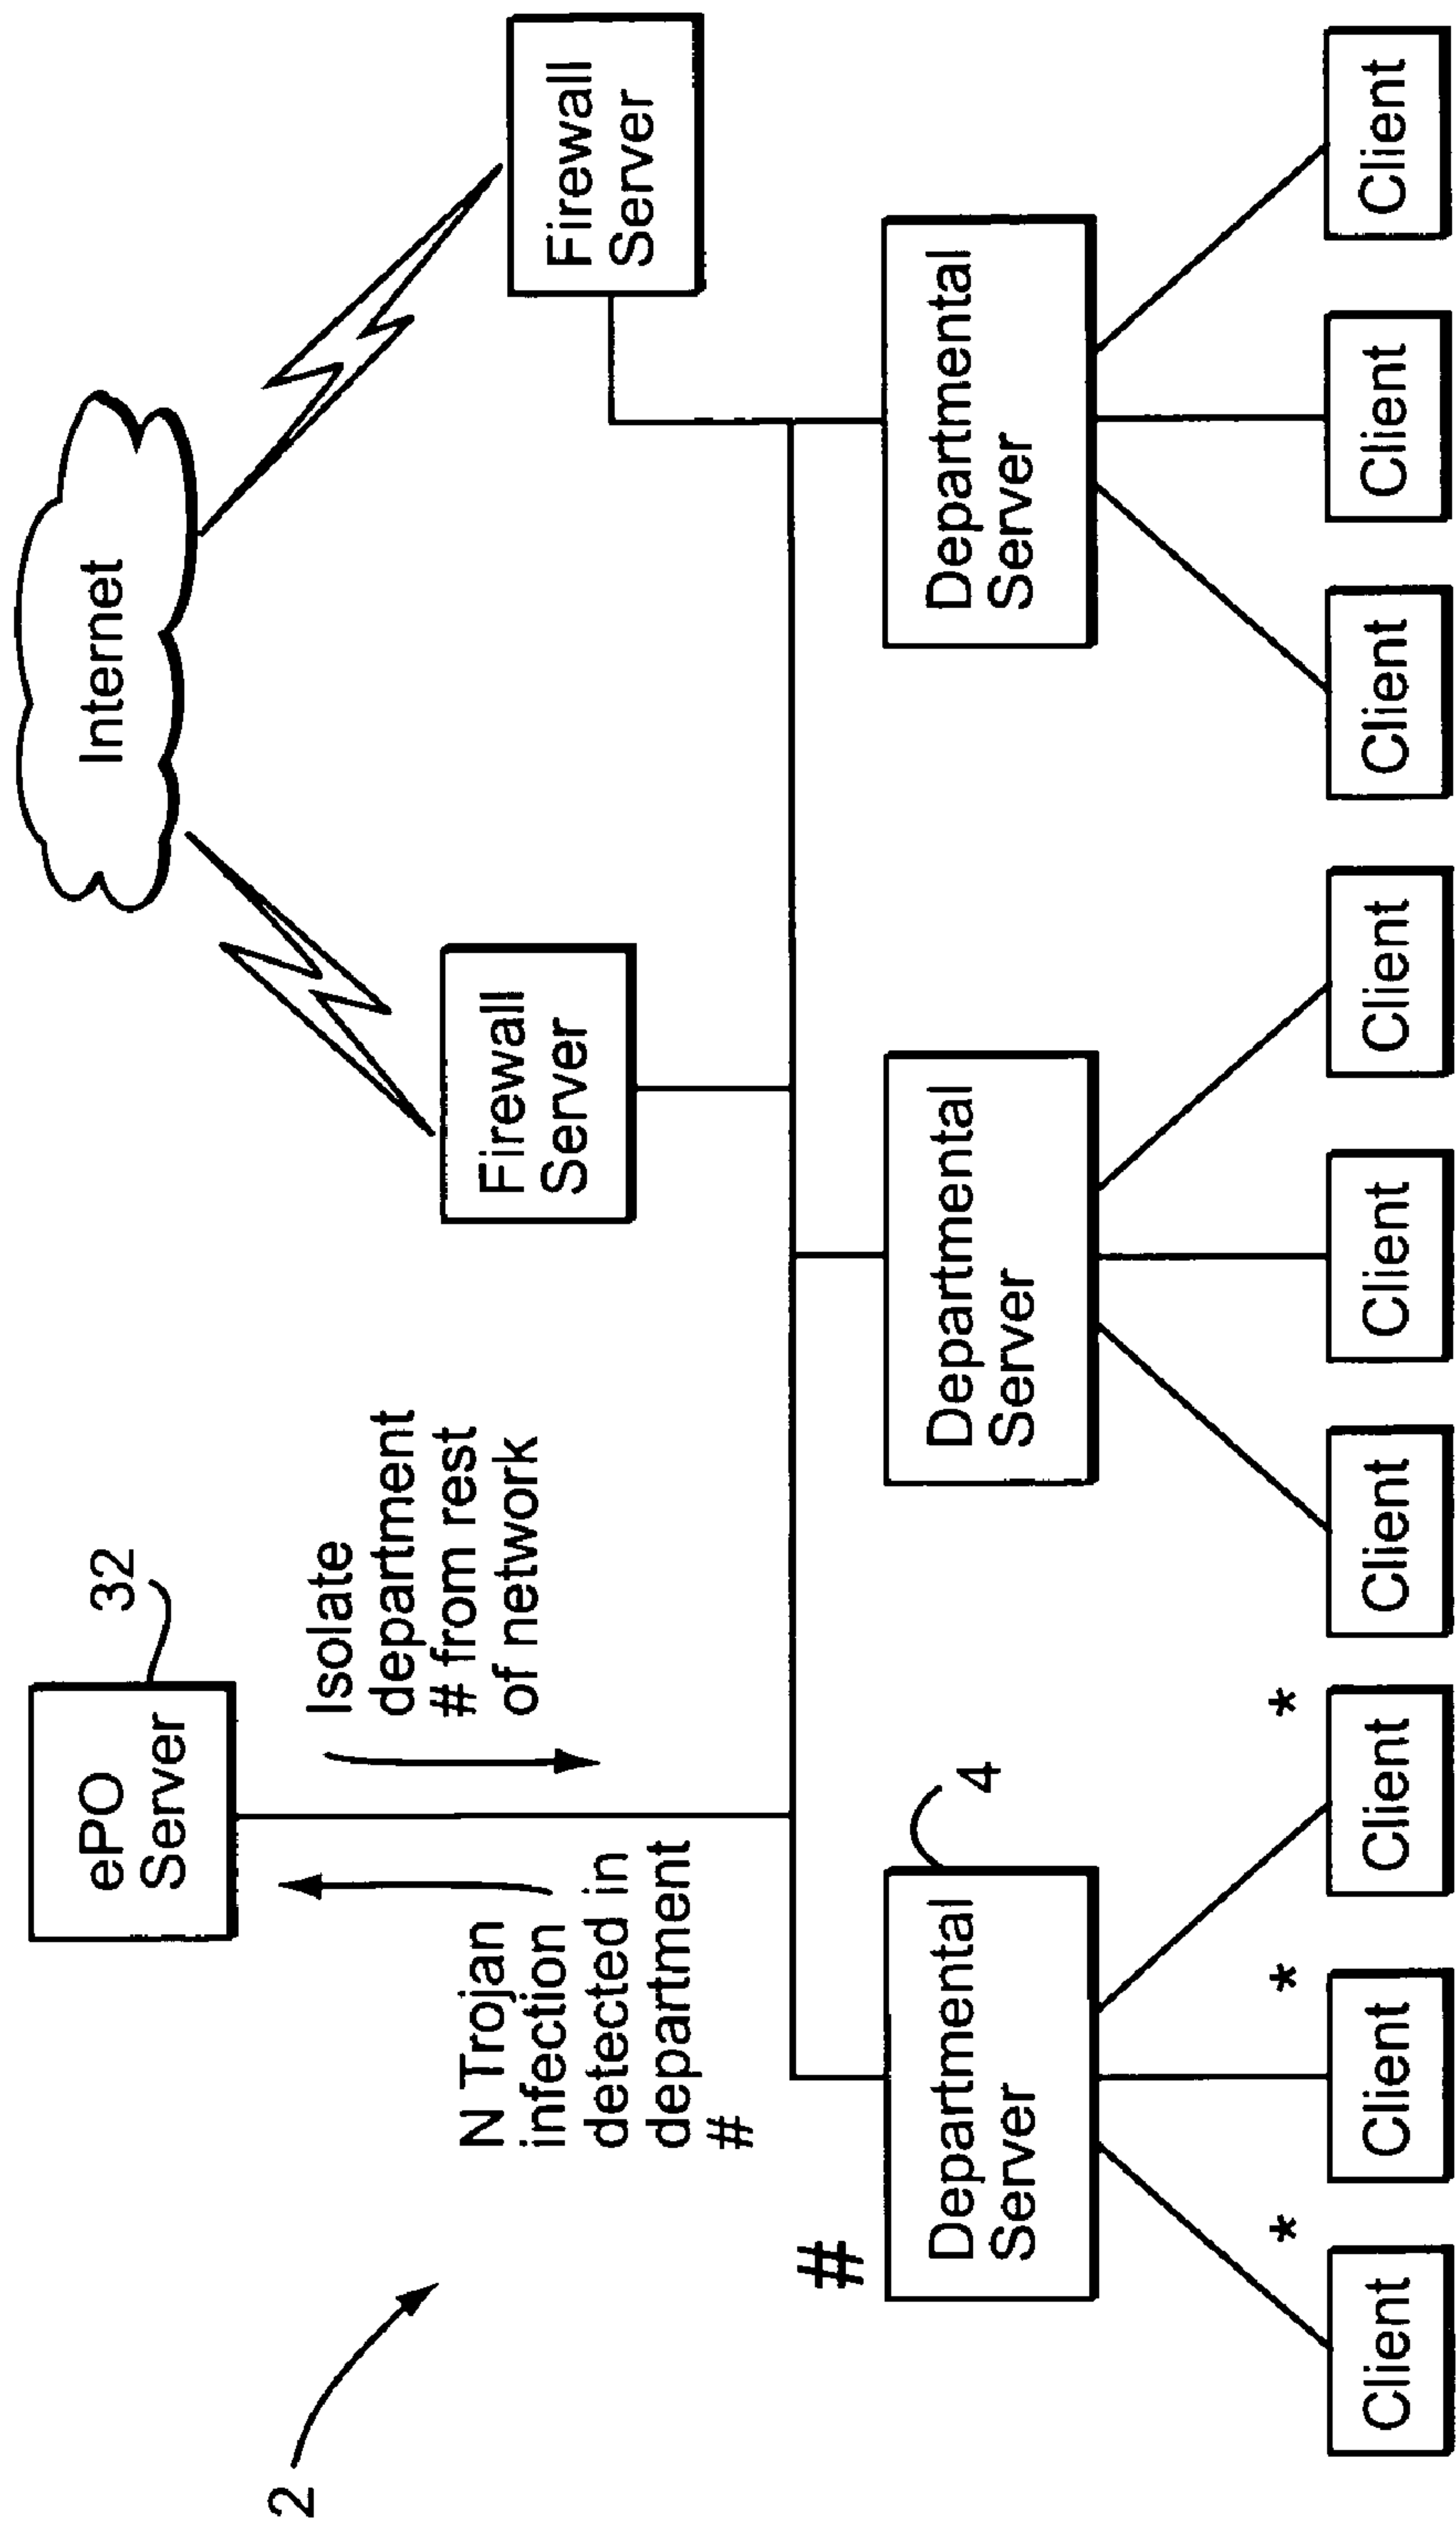 Internet
ePO
Server
32
Isolate
department
# from rest
of network
N Trojan
infection
detected in
department
#
2
Firewall
Server
Firewall
Server
#
Departmental
Server
4
Departmental
Server
Departmental
Server
*
*
*
Client
Client
Client
Client
Client
Client
Client
Client
Client